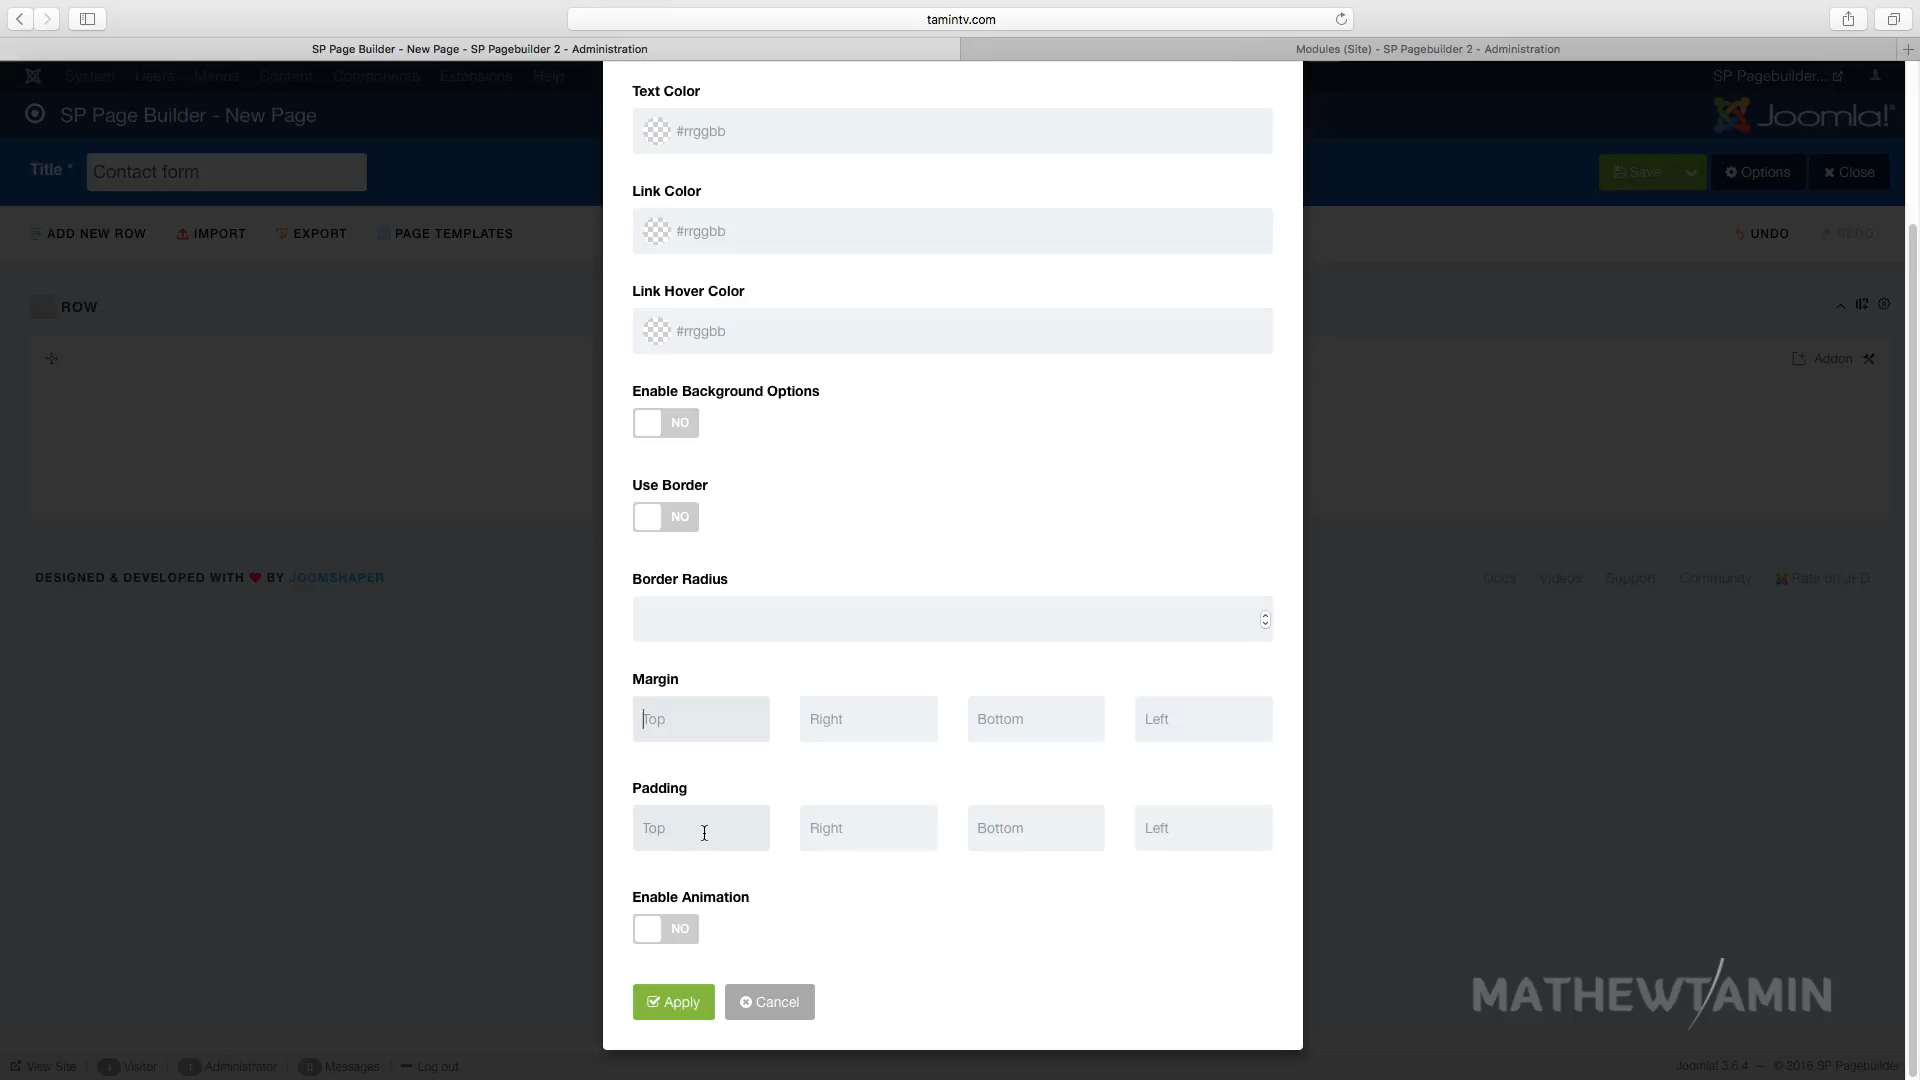 tamintv.com
SP Page Builder - New Page - SP Pagebuilder 2 - Administration
Modules (Site) - SP Pagebuilder 2 - Administration
System Users Menus Content Components Extensions Help
SP Pagebuilder...
SP Page Builder - New Page
Joomla!
Title *
Contact form
Save
Options
Close
ADD NEW ROW
IMPORT
EXPORT
PAGE TEMPLATES
UNDO
REDO
ROW
Addon
DESIGNED & DEVELOPED WITH ❤ BY JOOMSHAPER
Docs Videos Support Community Rate on JED
Text Color
#rrggbb
Link Color
#rrggbb
Link Hover Color
#rrggbb
Enable Background Options
NO
Use Border
NO
Border Radius
Margin
Top Right Bottom Left
Padding
Top Right Bottom Left
Enable Animation
NO
Apply
Cancel
MATHEWTAMIN
View Site
Visitor
Administrator
Messages
Log out
Joomla! 3.6.4 — © 2016 SP Pagebuilder